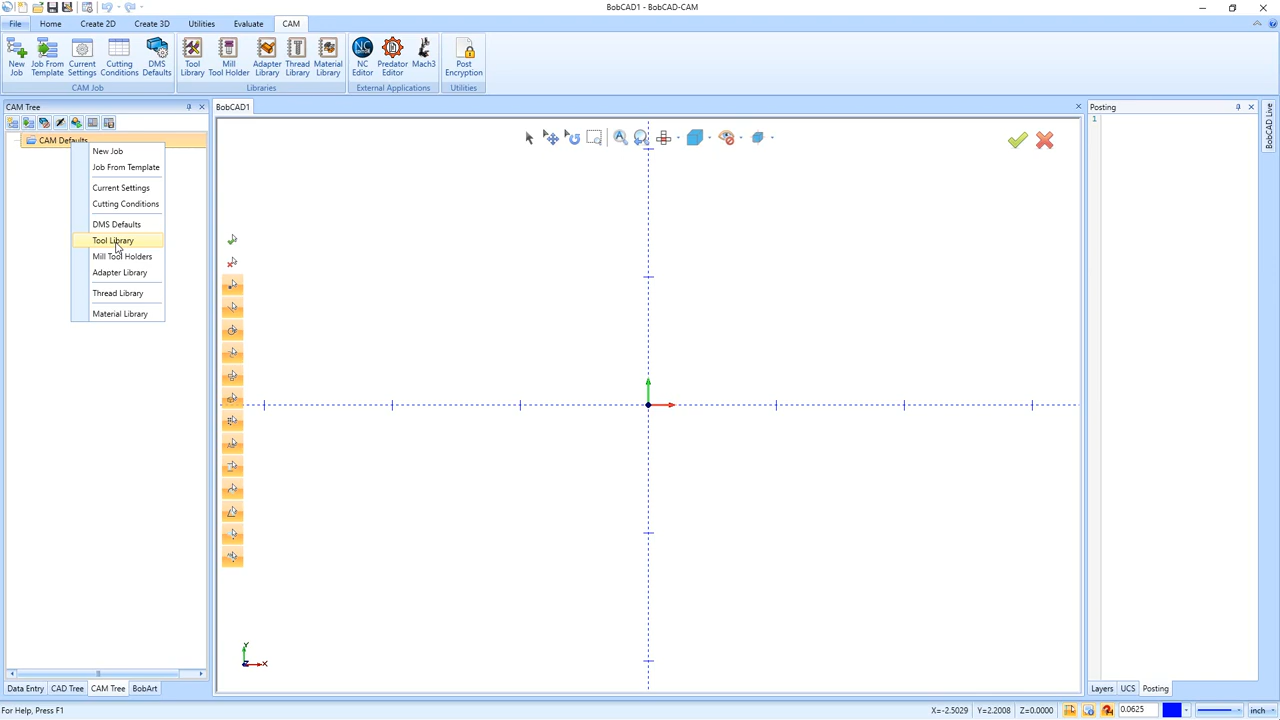 BobCAD1 - BobCAD-CAM
File Home Create 2D Create 3D Utilities Evaluate CAM
New Job
Job From Template
Current Settings
Cutting Conditions
DMS Defaults
CAM Job
Tool Library
Mill Tool Holder
Adapter Library
Thread Library
Material Library
Libraries
NC Editor
Predator Editor
Mach3
External Applications
Post Encryption
Utilities
CAM Tree
BobCAD1
Posting
BobCAD Live
CAM Defaults
1
New Job
Job From Template
Current Settings
Cutting Conditions
DMS Defaults
Tool Library
Mill Tool Holders
Adapter Library
Thread Library
Material Library
Y
Z
X
Data Entry CAD Tree CAM Tree BobArt
Layers UCS Posting
For Help, Press F1
X=-2.5029 Y=2.2008 Z=0.0000 0.0625 inch